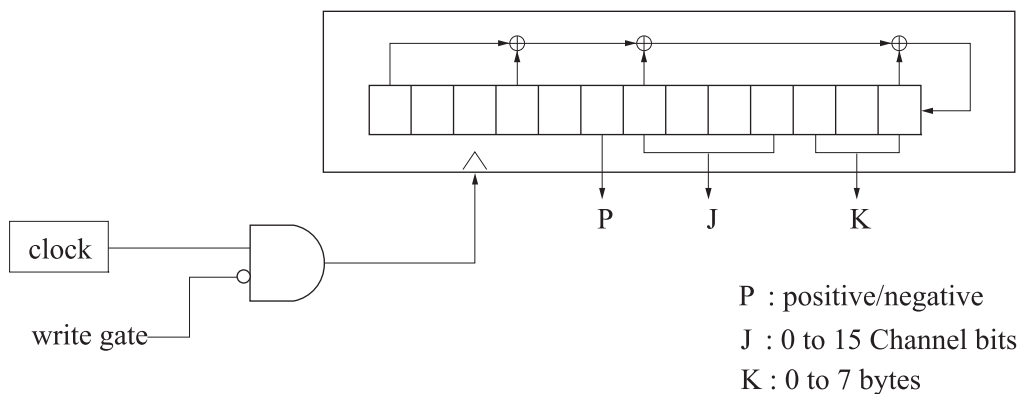 P
J
K
clock
write gate
P : positive/negative
J : 0 to 15 Channel bits
K : 0 to 7 bytes